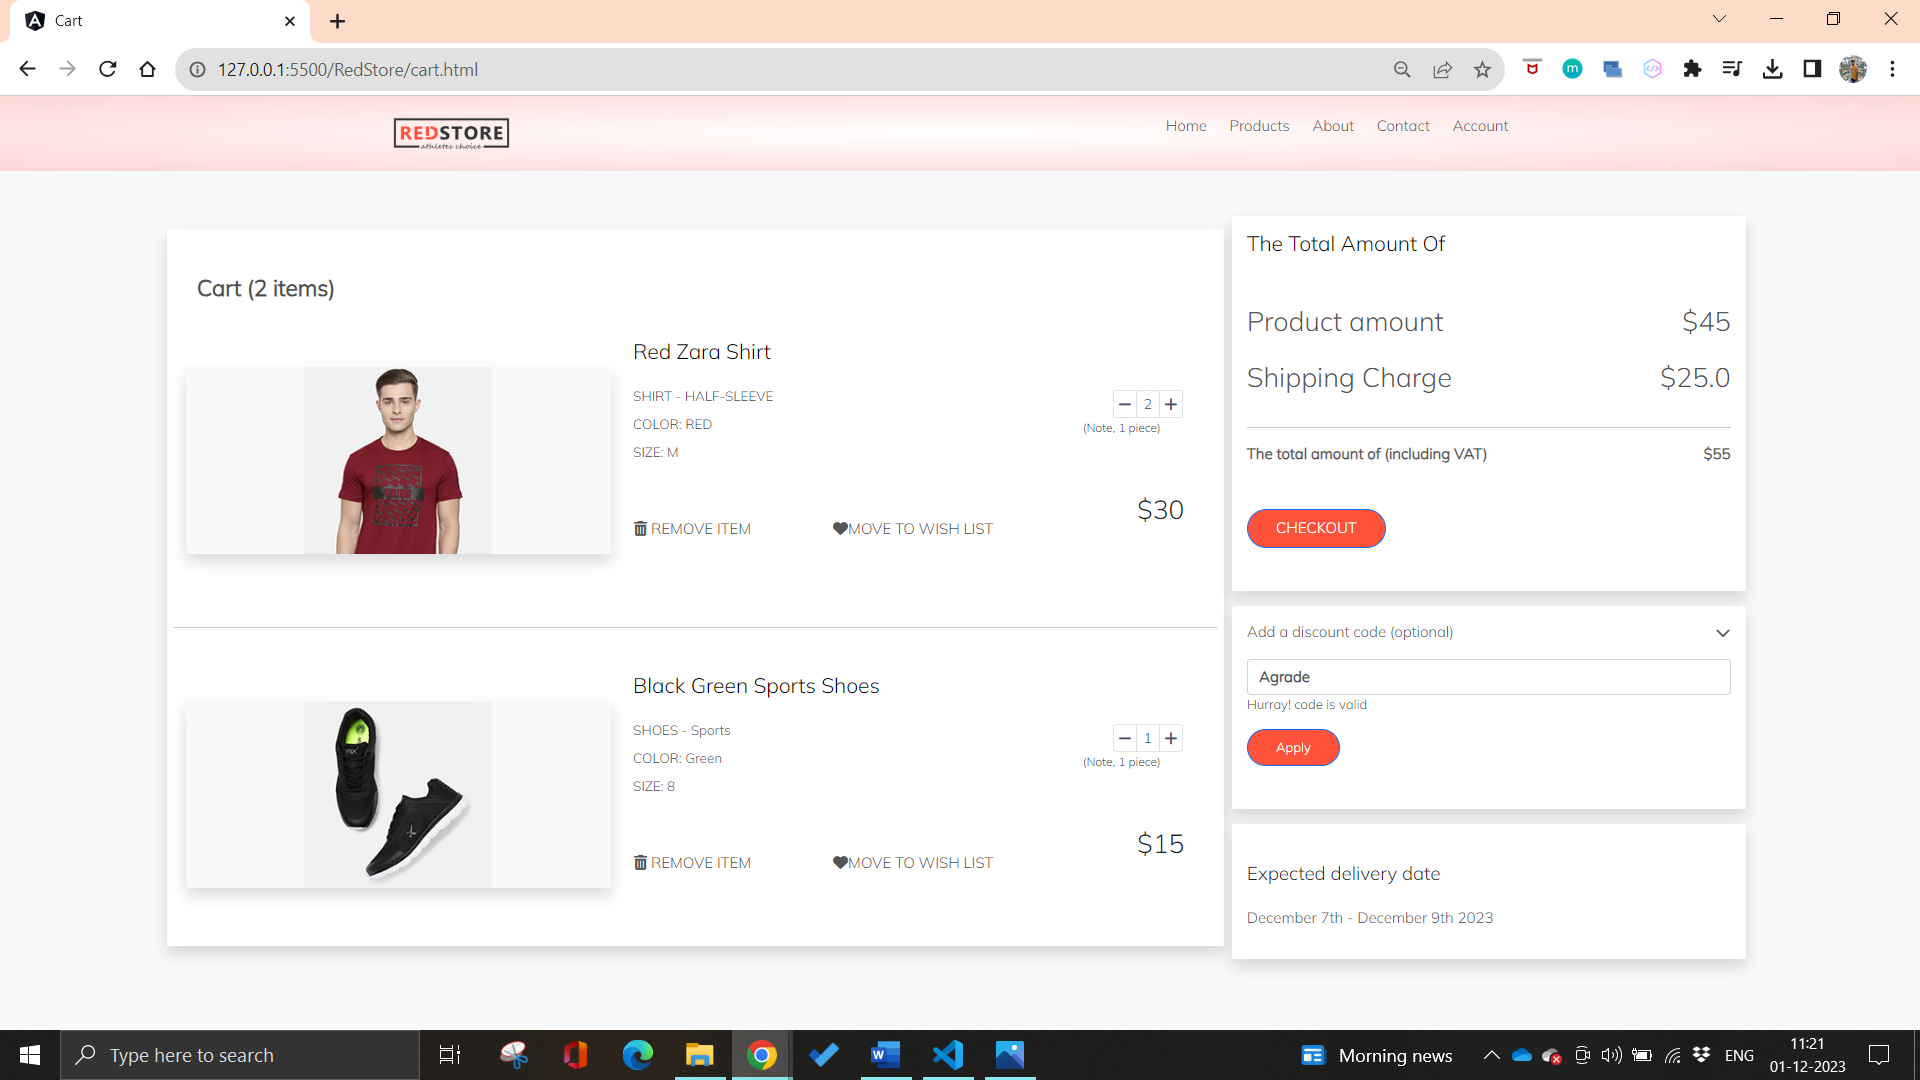 Cart
127.0.0.1:5500/RedStore/cart.html
REDSTORE
athletes choice
Home Products About Contact Account
Cart (2 items)
Red Zara Shirt
SHIRT - HALF-SLEEVE
COLOR: RED
SIZE: M
2
(Note, 1 piece)
REMOVE ITEM
MOVE TO WISH LIST
$30
Black Green Sports Shoes
SHOES - Sports
COLOR: Green
SIZE: 8
1
(Note, 1 piece)
REMOVE ITEM
MOVE TO WISH LIST
$15
The Total Amount Of
Product amount $45
Shipping Charge $25.0
The total amount of (including VAT) $55
CHECKOUT
Add a discount code (optional)
Agrade
Hurray! code is valid
Apply
Expected delivery date
December 7th - December 9th 2023
Type here to search
Morning news
ENG
11:21
01-12-2023